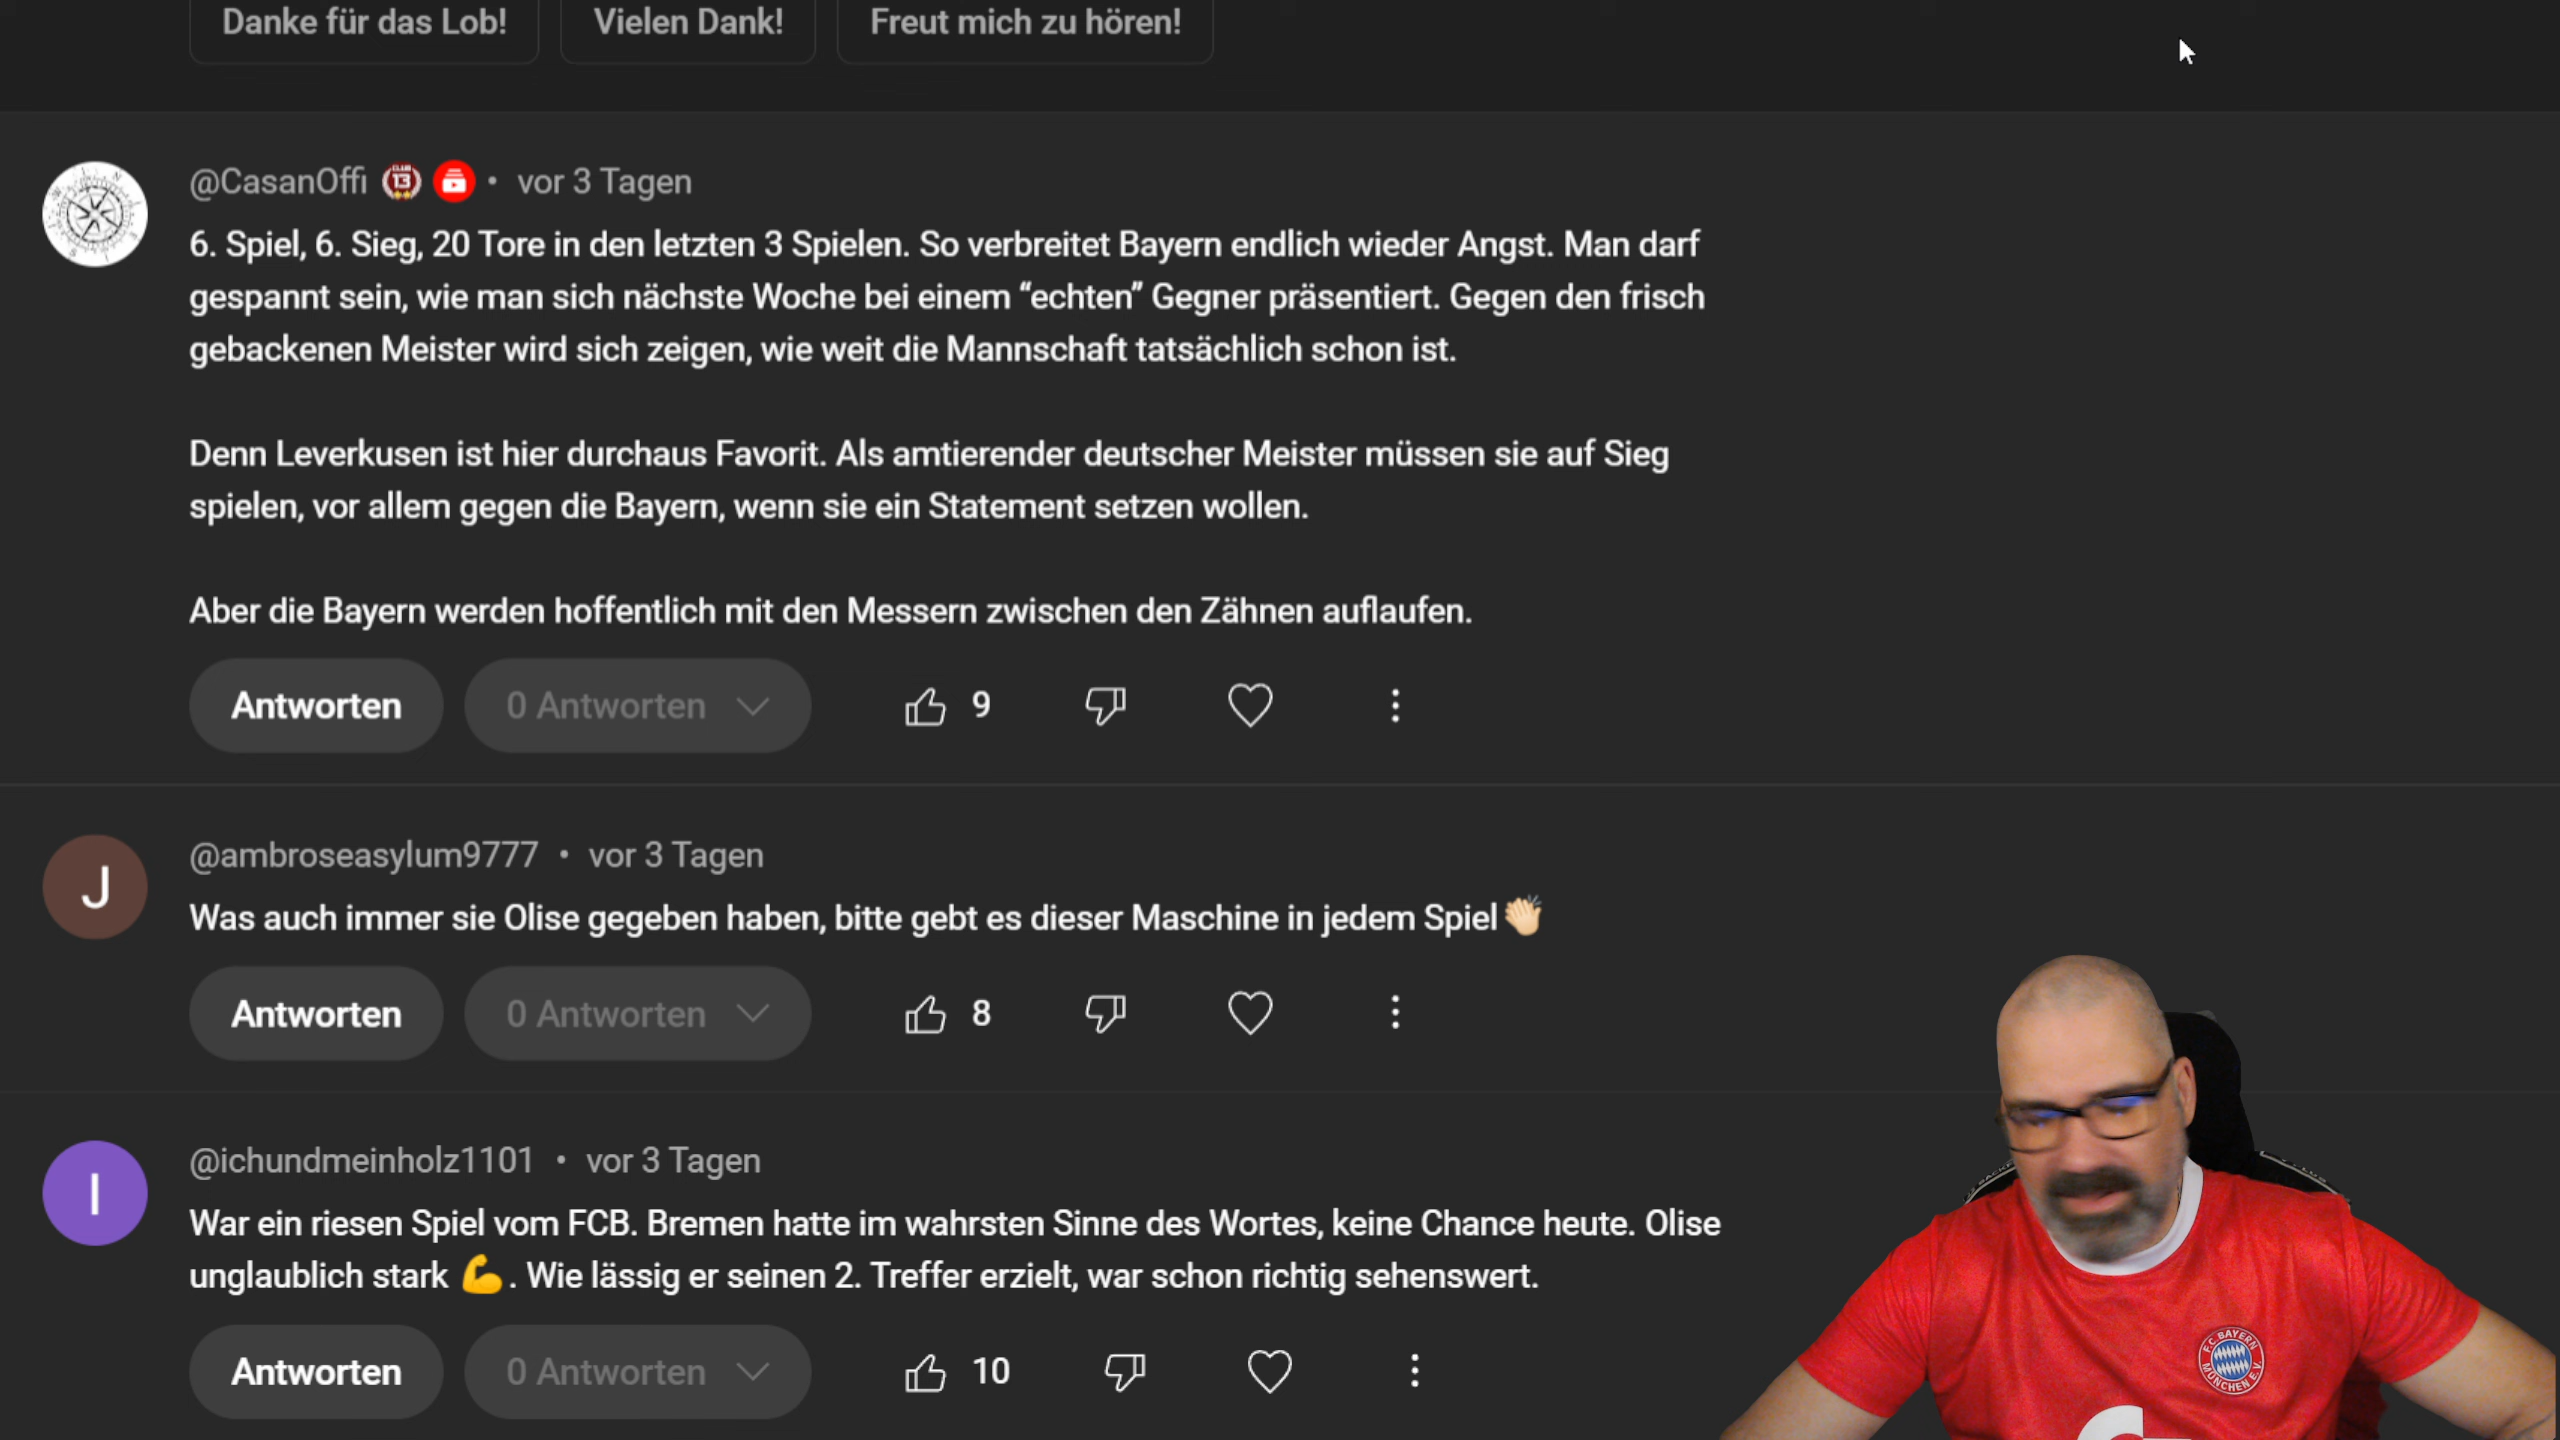 Danke für das Lob!
Vielen Dank!
Freut mich zu hören!
@CasanOffi CLUB 13 • vor 3 Tagen
6. Spiel, 6. Sieg, 20 Tore in den letzten 3 Spielen. So verbreitet Bayern endlich wieder Angst. Man darf
gespannt sein, wie man sich nächste Woche bei einem “echten” Gegner präsentiert. Gegen den frisch
gebackenen Meister wird sich zeigen, wie weit die Mannschaft tatsächlich schon ist.
Denn Leverkusen ist hier durchaus Favorit. Als amtierender deutscher Meister müssen sie auf Sieg
spielen, vor allem gegen die Bayern, wenn sie ein Statement setzen wollen.
Aber die Bayern werden hoffentlich mit den Messern zwischen den Zähnen auflaufen.
Antworten
0 Antworten
9
J
@ambroseasylum9777 • vor 3 Tagen
Was auch immer sie Olise gegeben haben, bitte gebt es dieser Maschine in jedem Spiel👏🏻
Antworten
0 Antworten
8
I
@ichundmeinholz1101 • vor 3 Tagen
War ein riesen Spiel vom FCB. Bremen hatte im wahrsten Sinne des Wortes, keine Chance heute. Olise
unglaublich stark 💪. Wie lässig er seinen 2. Treffer erzielt, war schon richtig sehenswert.
Antworten
0 Antworten
10
F.C. BAYERN
MÜNCHEN E.V.